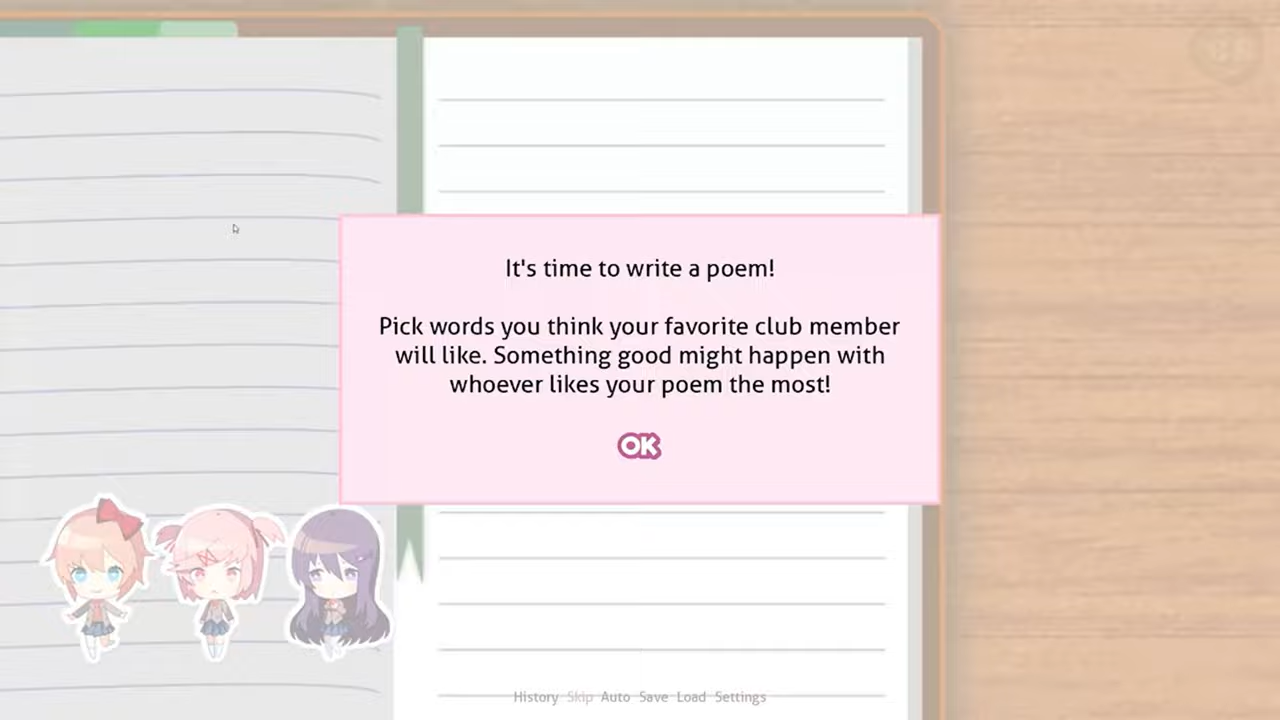 It's time to write a poem!
Pick words you think your favorite club member
will like. Something good might happen with
whoever likes your poem the most!
OK
History Skip Auto Save Load Settings